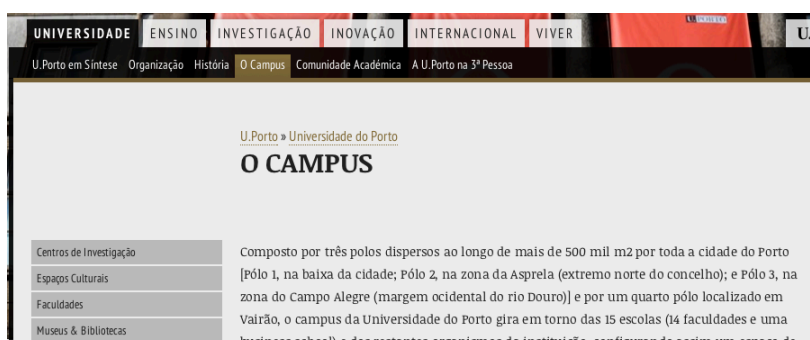 U.PORTO
UNIVERSIDADE ENSINO INVESTIGAÇÃO INOVAÇÃO INTERNACIONAL VIVER
U.Porto em Síntese Organização História O Campus Comunidade Académica A U.Porto na 3ª Pessoa
U.Porto » Universidade do Porto
O CAMPUS
Centros de Investigação
Espaços Culturais
Faculdades
Museus & Bibliotecas
Composto por três polos dispersos ao longo de mais de 500 mil m2 por toda a cidade do Porto
[Pólo 1, na baixa da cidade; Pólo 2, na zona da Asprela (extremo norte do concelho); e Pólo 3, na
zona do Campo Alegre (margem ocidental do rio Douro)] e por um quarto pólo localizado em
Vairão, o campus da Universidade do Porto gira em torno das 15 escolas (14 faculdades e uma